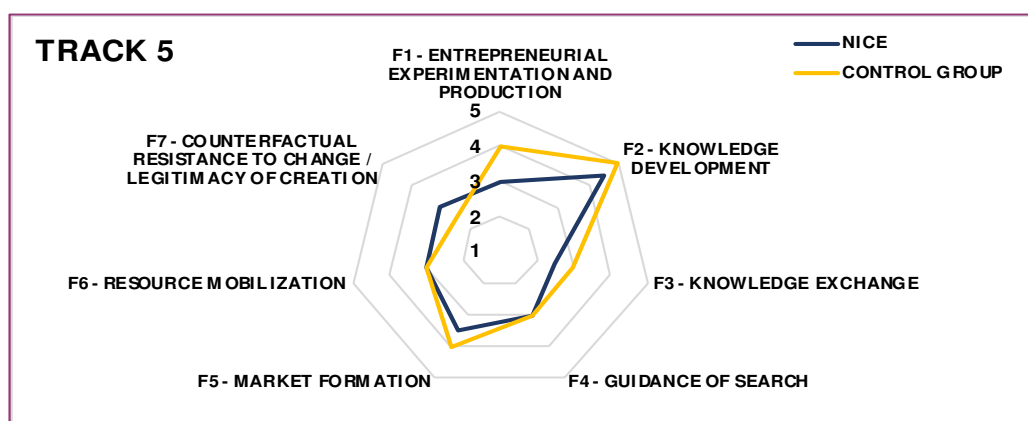 TRACK 5
F1 - ENTREPRENEURIAL
EXPERIMENTATION AND
PRODUCTION
NICE
CONTROL GROUP
5
4
3
2
1
F2 - KNOWLEDGE
DEVELOPMENT
F3 - KNOWLEDGE EXCHANGE
F4 - GUIDANCE OF SEARCH
F5 - MARKET FORMATION
F6 - RESOURCE MOBILIZATION
F7 - COUNTERFACTUAL
RESISTANCE TO CHANGE /
LEGITIMACY OF CREATION